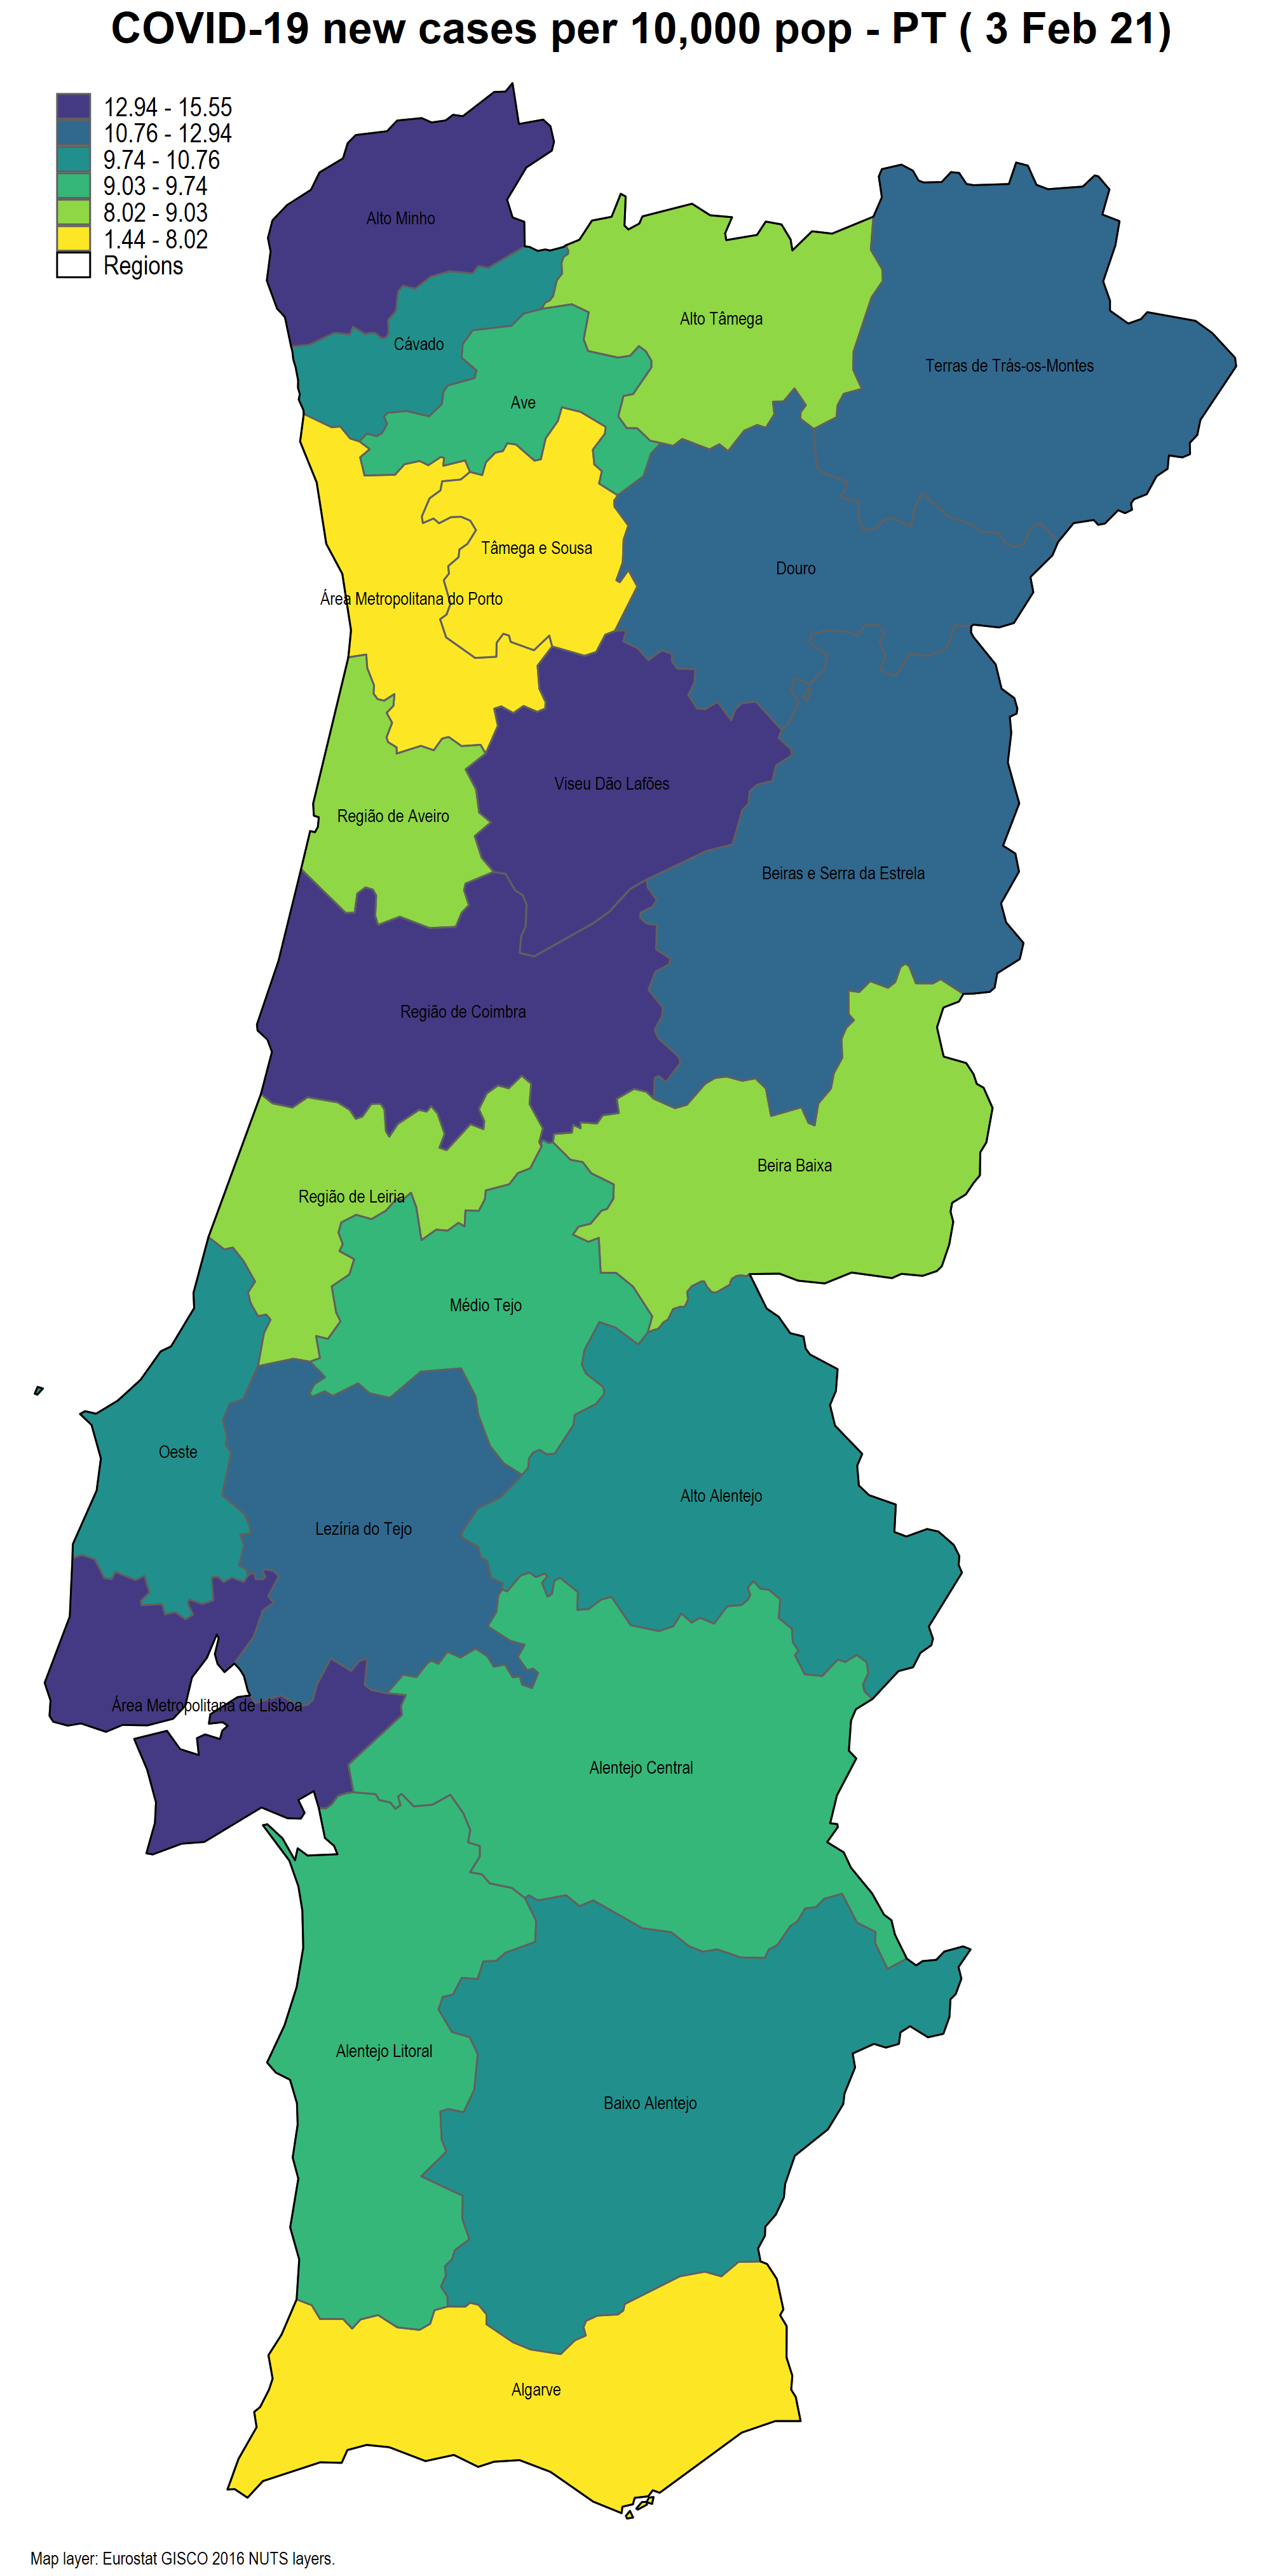 COVID-19 new cases per 10,000 pop - PT ( 3 Feb 21)
12.94 - 15.55
10.76 - 12.94
9.74 - 10.76
9.03 - 9.74
8.02 - 9.03
1.44 - 8.02
Regions
Alto Minho
Alto Tâmega
Cávado
Terras de Trás-os-Montes
Ave
Tâmega e Sousa
Douro
Área Metropolitana do Porto
Viseu Dão Lafões
Região de Aveiro
Beiras e Serra da Estrela
Região de Coimbra
Beira Baixa
Região de Leiria
Médio Tejo
Oeste
Alto Alentejo
Lezíria do Tejo
Área Metropolitana de Lisboa
Alentejo Central
Alentejo Litoral
Baixo Alentejo
Algarve
Map layer: Eurostat GISCO 2016 NUTS layers.